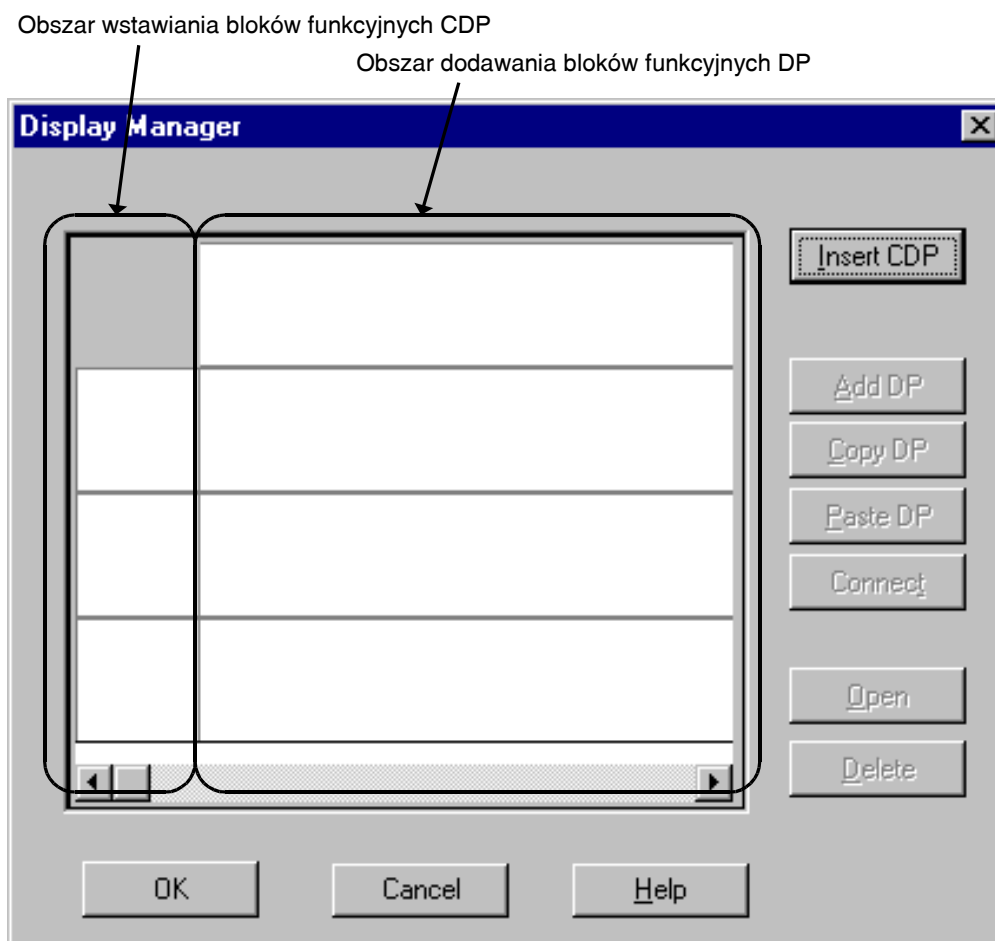 Obszar wstawiania bloków funkcyjnych CDP
Obszar dodawania bloków funkcyjnych DP
Display Manager
Insert CDP
Add DP
Copy DP
Paste DP
Connect
Open
Delete
OK
Cancel
Help